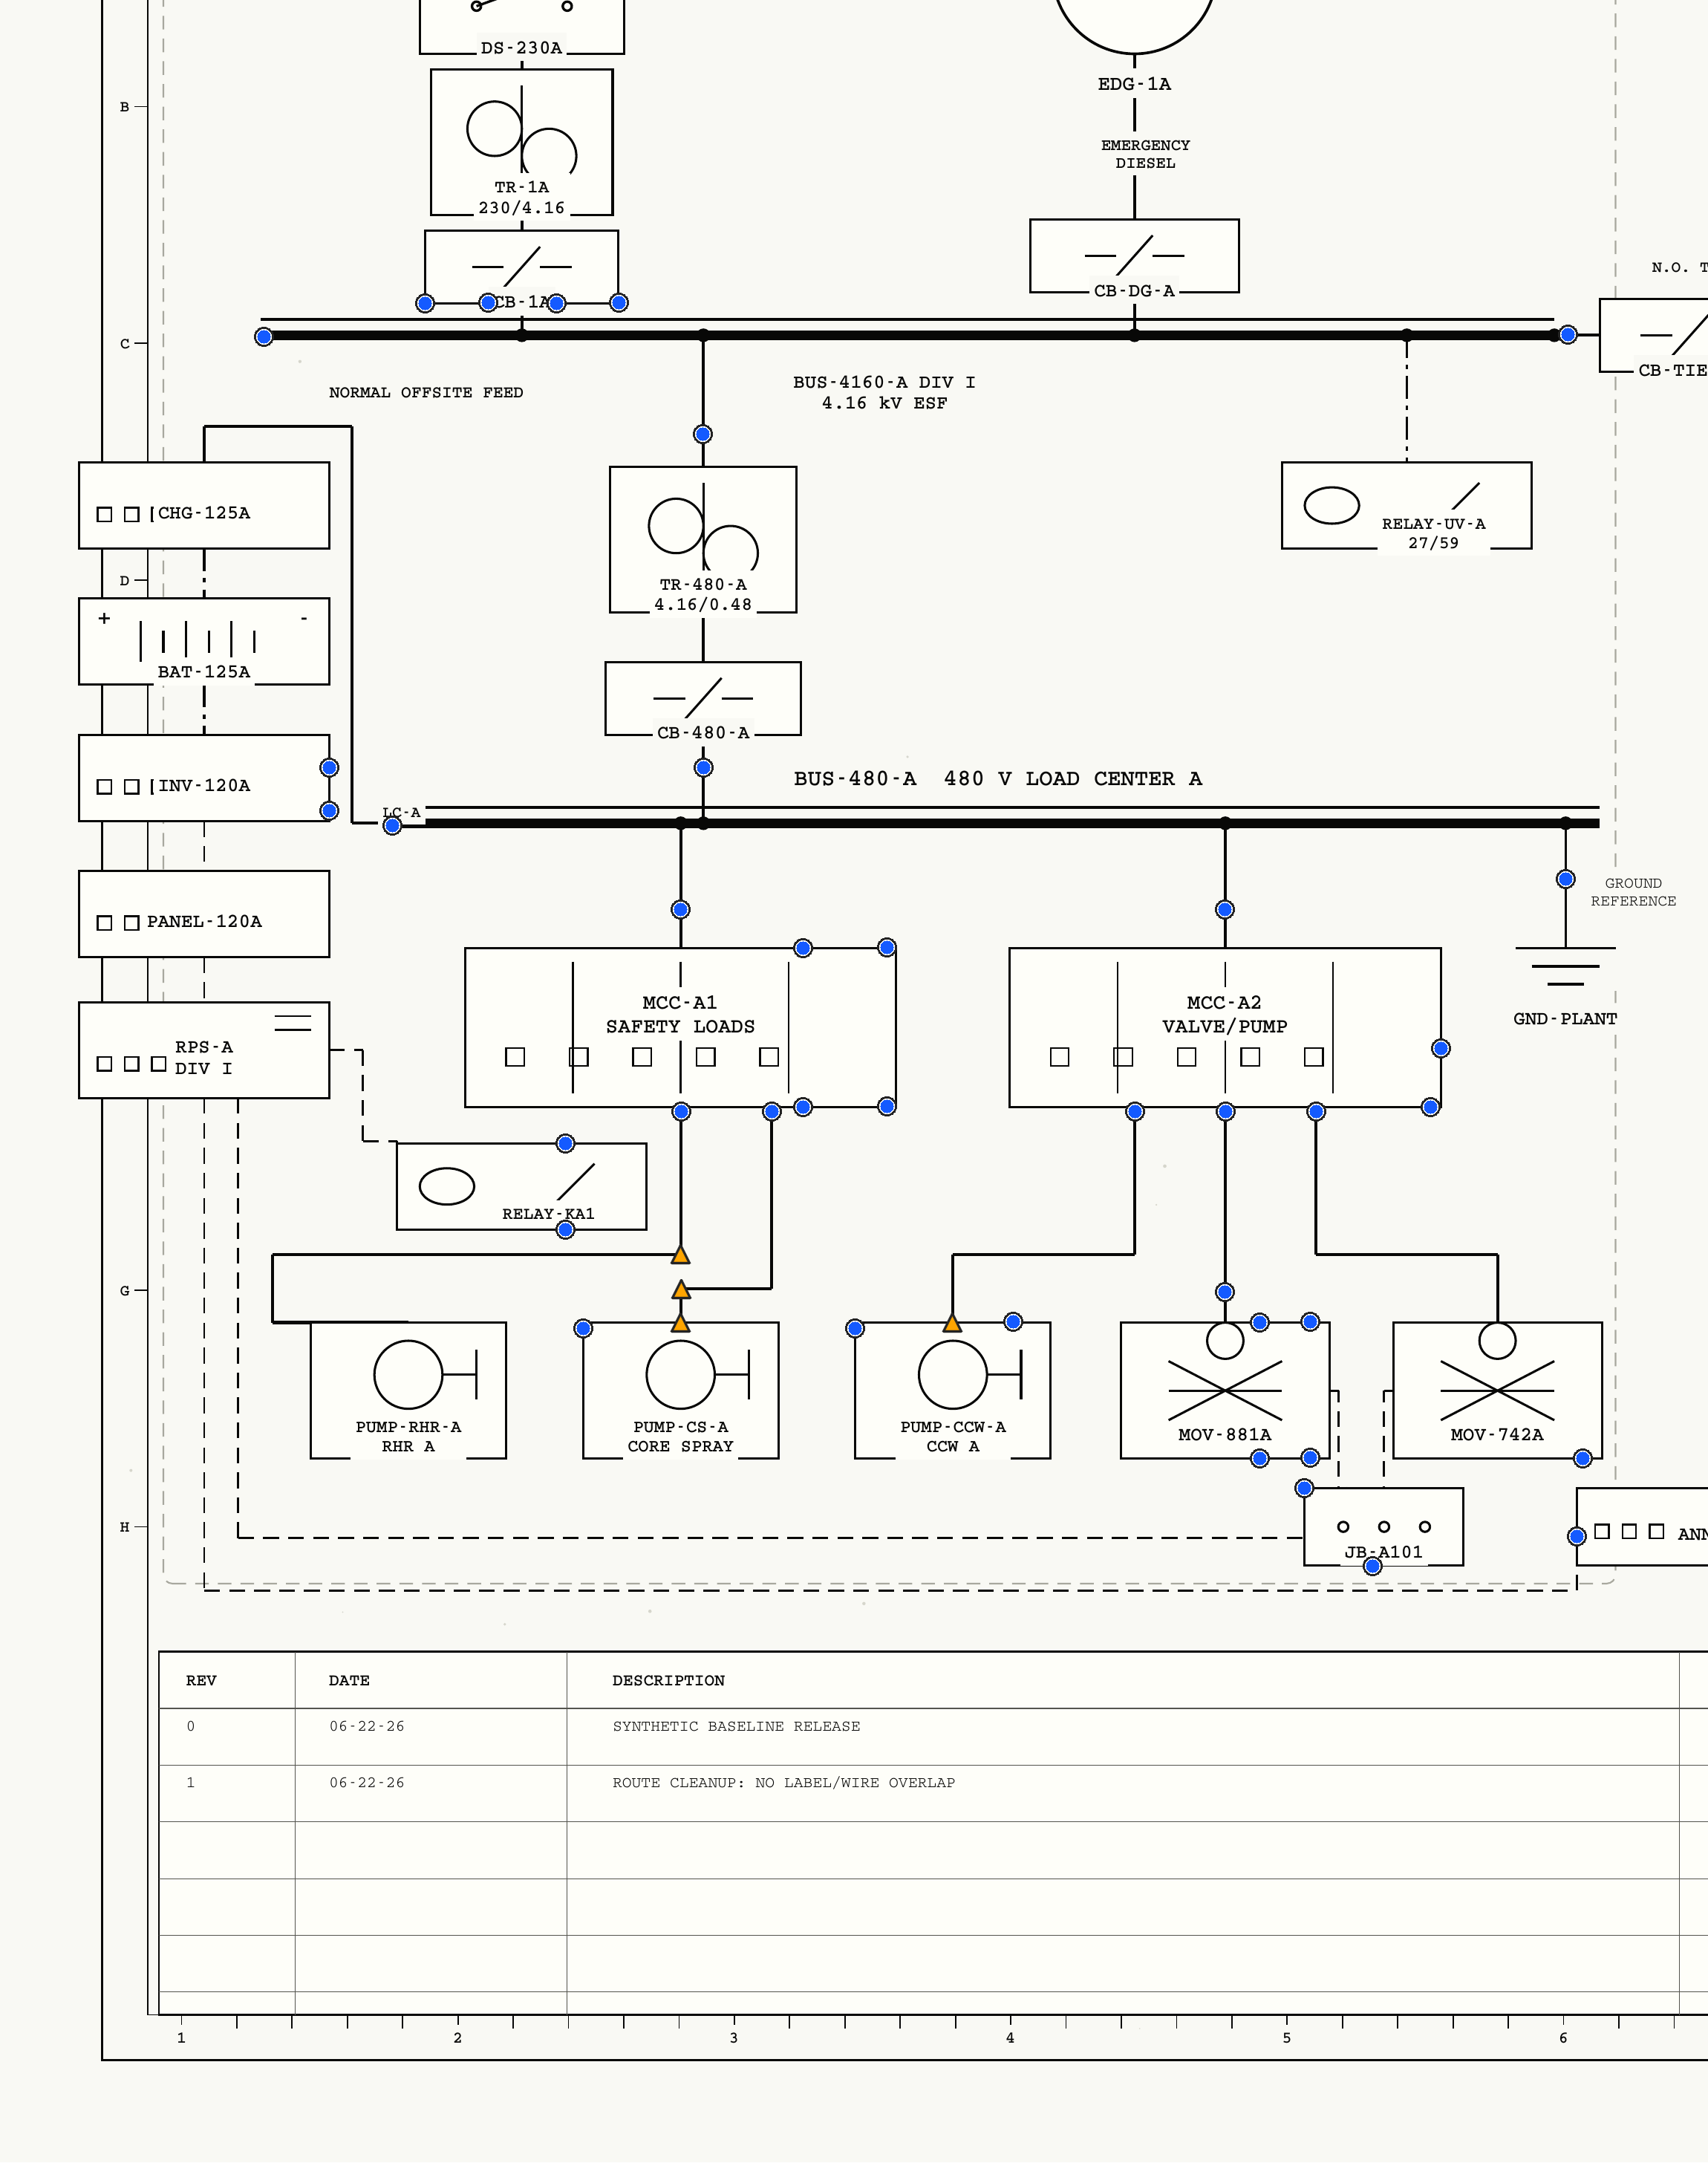 DS-230A
EDG-1A
B
EMERGENCY
DIESEL
TR-1A
230/4.16
N.O. T
CB-DG-A
CB-1A
C
CB-TIE
BUS-4160-A DIV I
4.16 kV ESF
NORMAL OFFSITE FEED
CHG-125A
RELAY-UV-A
27/59
D
TR-480-A
4.16/0.48
+ -
BAT-125A
CB-480-A
BUS-480-A 480 V LOAD CENTER A
INV-120A
LC-A
GROUND
REFERENCE
PANEL-120A
MCC-A1
SAFETY LOADS
MCC-A2
VALVE/PUMP
GND-PLANT
RPS-A
DIV I
RELAY-KA1
G
PUMP-RHR-A
RHR A
PUMP-CS-A
CORE SPRAY
PUMP-CCW-A
CCW A
MOV-881A
MOV-742A
H
JB-A101
ANN
REV DATE DESCRIPTION
0 06-22-26 SYNTHETIC BASELINE RELEASE
1 06-22-26 ROUTE CLEANUP: NO LABEL/WIRE OVERLAP
1 2 3 4 5 6